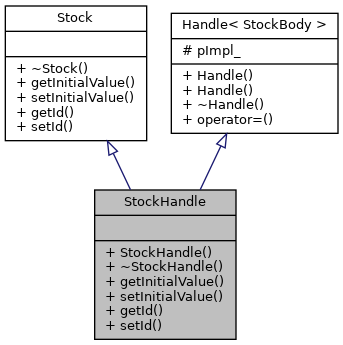 Stock
+ ~Stock()
+ getInitialValue()
+ setInitialValue()
+ getId()
+ setId()
Handle< StockBody >
# pImpl_
+ Handle()
+ Handle()
+ ~Handle()
+ operator=()
StockHandle
+ StockHandle()
+ ~StockHandle()
+ getInitialValue()
+ setInitialValue()
+ getId()
+ setId()